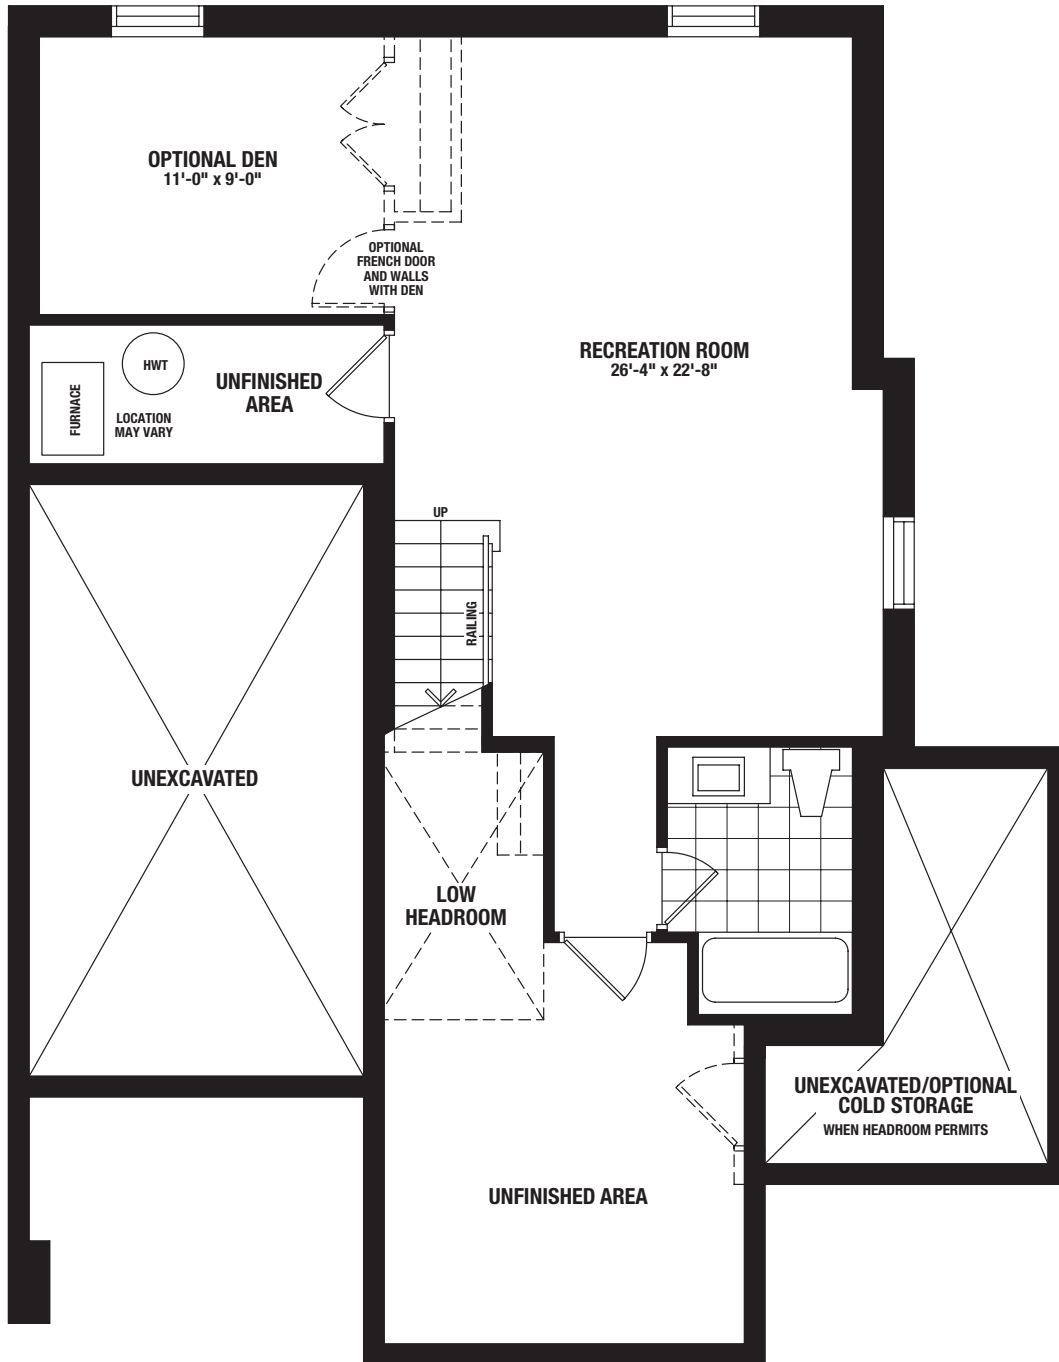 OPTIONAL DEN
11'-0" x 9'-0"
OPTIONAL
FRENCH DOOR
AND WALLS
WITH DEN
RECREATION ROOM
26'-4" x 22'-8"
FURNACE
HWT
LOCATION
MAY VARY
UNFINISHED
AREA
UP
RAILING
UNEXCAVATED
LOW
HEADROOM
UNEXCAVATED/OPTIONAL
COLD STORAGE
WHEN HEADROOM PERMITS
UNFINISHED AREA